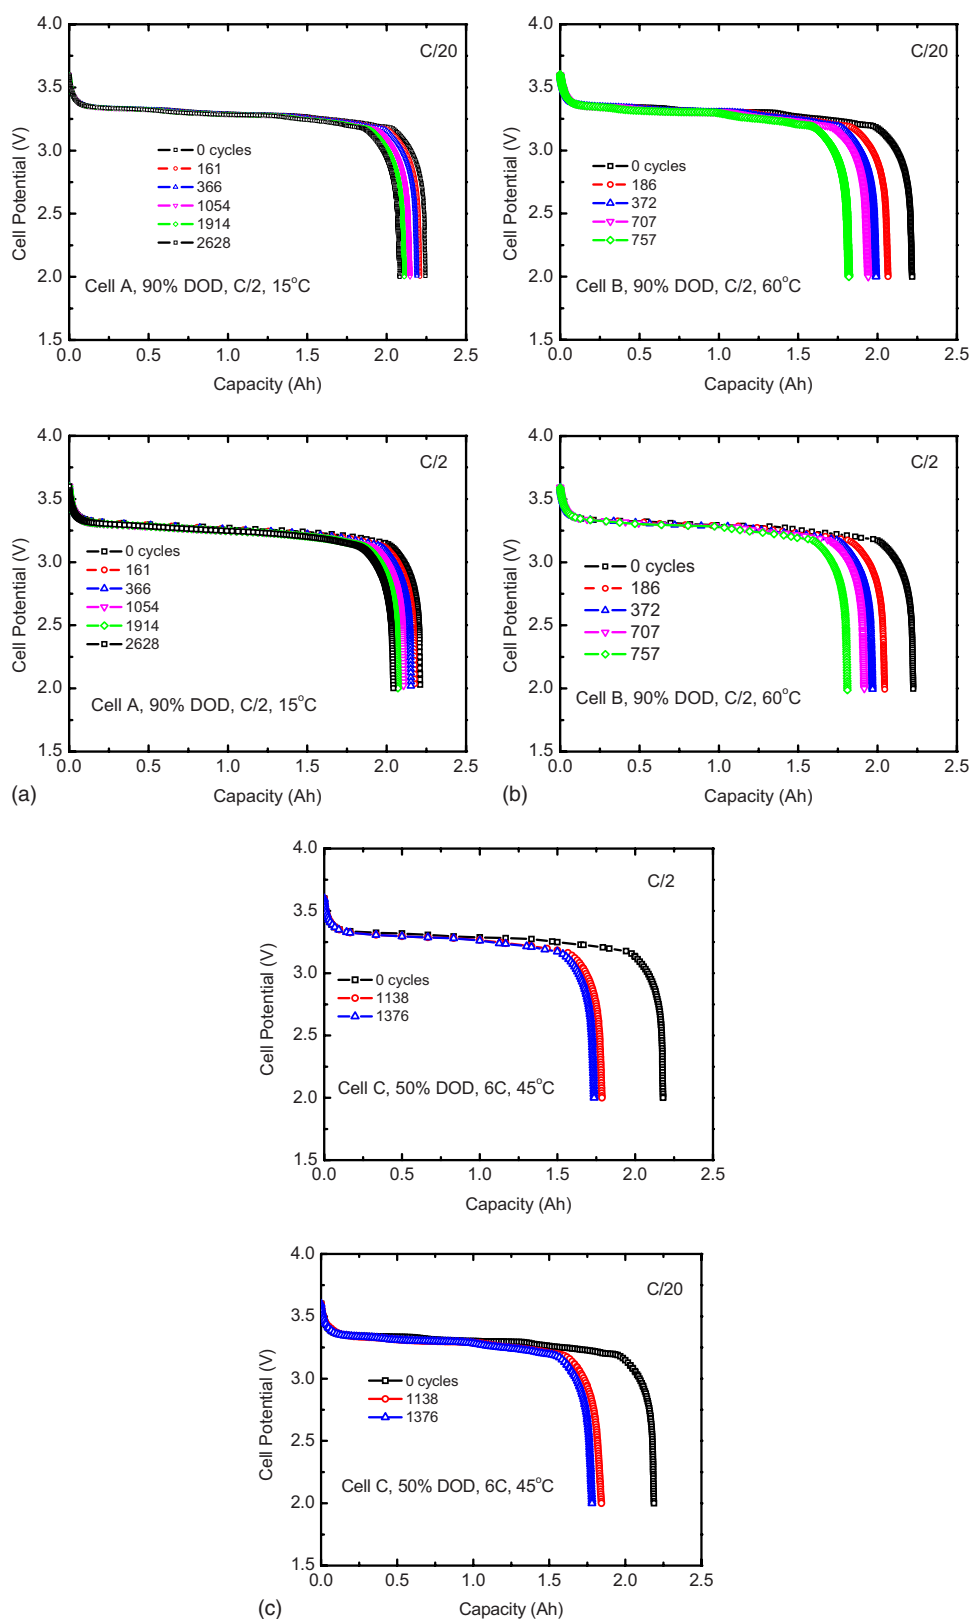 4.0
3.5
3.0
2.5
2.0
1.5
Cell Potential (V)
C/20
0 cycles
161
366
1054
1914
2628
Cell A, 90% DOD, C/2, 15°C
0.0 0.5 1.0 1.5 2.0 2.5
Capacity (Ah)
4.0
3.5
3.0
2.5
2.0
1.5
Cell Potential (V)
C/20
0 cycles
186
372
707
757
Cell B, 90% DOD, C/2, 60°C
0.0 0.5 1.0 1.5 2.0 2.5
Capacity (Ah)
4.0
3.5
3.0
2.5
2.0
1.5
Cell Potential (V)
C/2
0 cycles
161
366
1054
1914
2628
Cell A, 90% DOD, C/2, 15°C
0.0 0.5 1.0 1.5 2.0 2.5
(a) Capacity (Ah)
4.0
3.5
3.0
2.5
2.0
1.5
Cell Potential (V)
C/2
0 cycles
186
372
707
757
Cell B, 90% DOD, C/2, 60°C
0.0 0.5 1.0 1.5 2.0 2.5
(b) Capacity (Ah)
4.0
3.5
3.0
2.5
2.0
1.5
Cell Potential (V)
C/2
0 cycles
1138
1376
Cell C, 50% DOD, 6C, 45°C
0.0 0.5 1.0 1.5 2.0 2.5
Capacity (Ah)
4.0
3.5
3.0
2.5
2.0
1.5
Cell Potential (V)
C/20
0 cycles
1138
1376
Cell C, 50% DOD, 6C, 45°C
0.0 0.5 1.0 1.5 2.0 2.5
(c) Capacity (Ah)